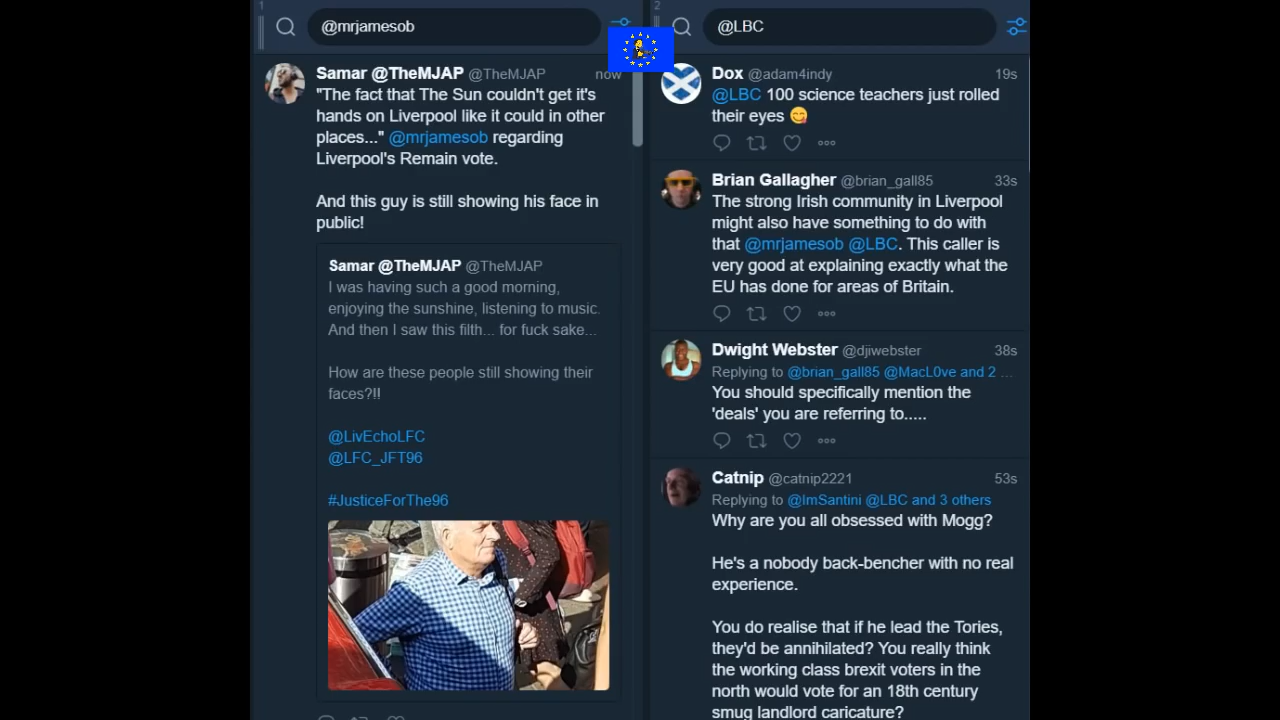 1
@mrjamesob
Samar @TheMJAP @TheMJAP now
"The fact that The Sun couldn't get it's
hands on Liverpool like it could in other
places..." @mrjamesob regarding
Liverpool's Remain vote.
And this guy is still showing his face in
public!
Samar @TheMJAP @TheMJAP
I was having such a good morning,
enjoying the sunshine, listening to music.
And then I saw this filth... for fuck sake...
How are these people still showing their
faces?!!
@LivEchoLFC
@LFC_JFT96
#JusticeForThe96
2
@LBC
Dox @adam4indy 19s
@LBC 100 science teachers just rolled
their eyes 😋
Brian Gallagher @brian_gall85 33s
The strong Irish community in Liverpool
might also have something to do with
that @mrjamesob @LBC. This caller is
very good at explaining exactly what the
EU has done for areas of Britain.
Dwight Webster @djiwebster 38s
Replying to @brian_gall85 @MacL0ve and 2 ...
You should specifically mention the
'deals' you are referring to.....
Catnip @catnip2221 53s
Replying to @ImSantini @LBC and 3 others
Why are you all obsessed with Mogg?
He's a nobody back-bencher with no real
experience.
You do realise that if he lead the Tories,
they'd be annihilated? You really think
the working class brexit voters in the
north would vote for an 18th century
smug landlord caricature?